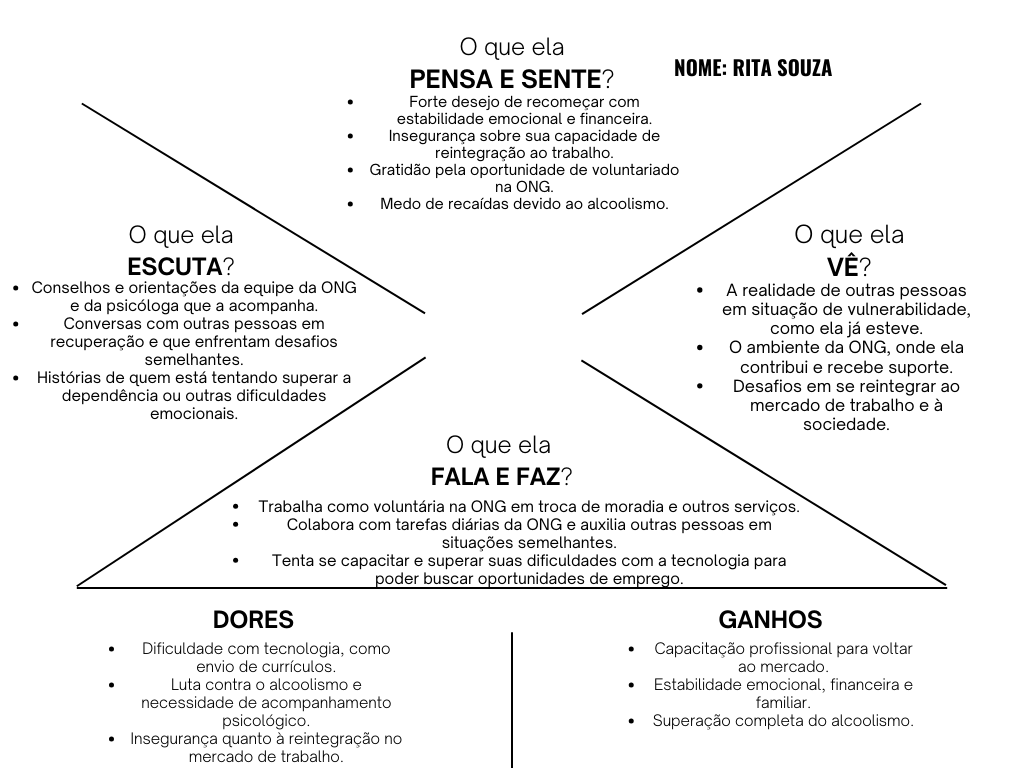 O que ela
PENSA E SENTE?
NOME: RITA SOUZA
• Forte desejo de recomeçar com
estabilidade emocional e financeira.
• Insegurança sobre sua capacidade de
reintegração ao trabalho.
• Gratidão pela oportunidade de voluntariado
na ONG.
• Medo de recaídas devido ao alcoolismo.
O que ela
ESCUTA?
• Conselhos e orientações da equipe da ONG
e da psicóloga que a acompanha.
• Conversas com outras pessoas em
recuperação e que enfrentam desafios
semelhantes.
• Histórias de quem está tentando superar a
dependência ou outras dificuldades
emocionais.
O que ela
VÊ?
• A realidade de outras pessoas
em situação de vulnerabilidade,
como ela já esteve.
• O ambiente da ONG, onde ela
contribui e recebe suporte.
• Desafios em se reintegrar ao
mercado de trabalho e à
sociedade.
O que ela
FALA E FAZ?
• Trabalha como voluntária na ONG em troca de moradia e outros serviços.
• Colabora com tarefas diárias da ONG e auxilia outras pessoas em
situações semelhantes.
• Tenta se capacitar e superar suas dificuldades com a tecnologia para
poder buscar oportunidades de emprego.
DORES
• Dificuldade com tecnologia, como
envio de currículos.
• Luta contra o alcoolismo e
necessidade de acompanhamento
psicológico.
• Insegurança quanto à reintegração no
mercado de trabalho.
GANHOS
• Capacitação profissional para voltar
ao mercado.
• Estabilidade emocional, financeira e
familiar.
• Superação completa do alcoolismo.